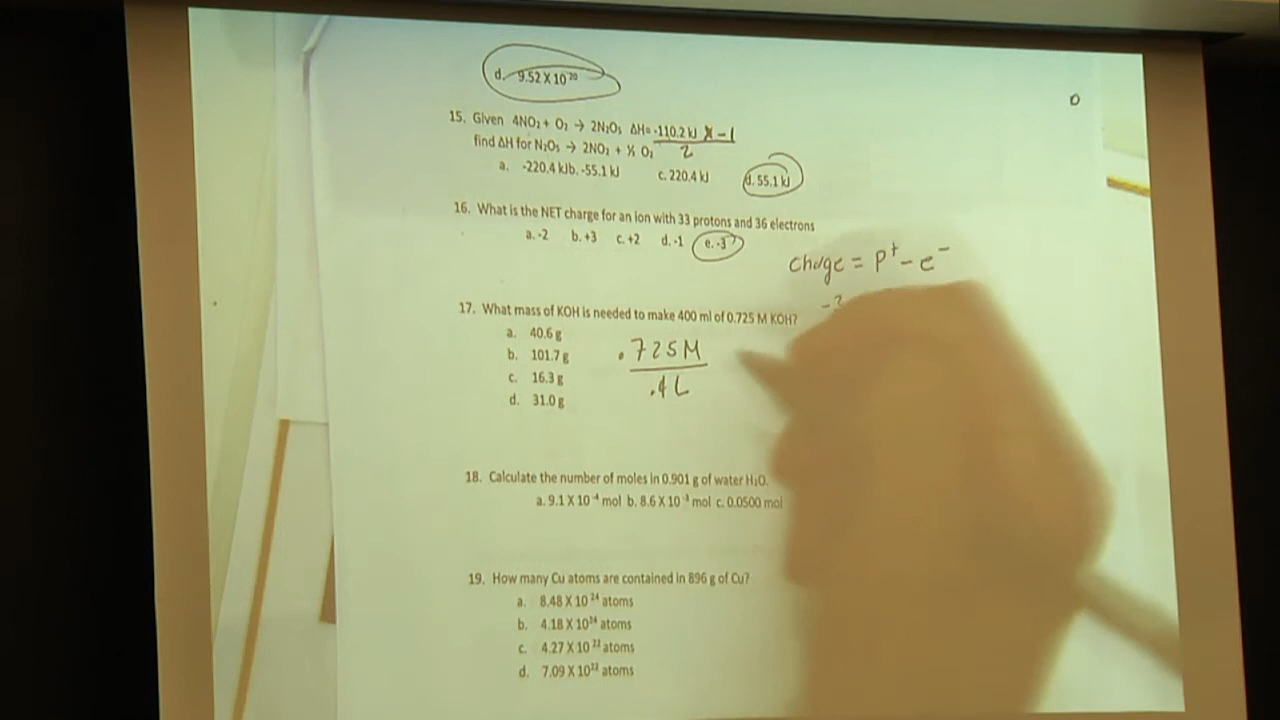 d. 9.52 X 10²⁰
15. Given 4NO₂ + O₂ → 2N₂O₅ ΔH= -110.2 kJ X -1
find ΔH for N₂O₅ → 2NO₂ + ½ O₂ 2
a. -220.4 kJb. -55.1 kJ c. 220.4 kJ d. 55.1 kJ
16. What is the NET charge for an ion with 33 protons and 36 electrons
a. -2 b. +3 c. +2 d. -1 e. -3
charge = P⁺ - e⁻
17. What mass of KOH is needed to make 400 ml of 0.725 M KOH?
a. 40.6 g
b. 101.7 g
c. 16.3 g
d. 31.0 g
.725 M
.4 L
18. Calculate the number of moles in 0.901 g of water H₂O.
a. 9.1 X 10⁻⁴ mol b. 8.6 X 10⁻³ mol c. 0.0500 mol
19. How many Cu atoms are contained in 896 g of Cu?
a. 8.48 X 10²⁴ atoms
b. 4.18 X 10²⁴ atoms
c. 4.27 X 10²² atoms
d. 7.09 X 10²² atoms